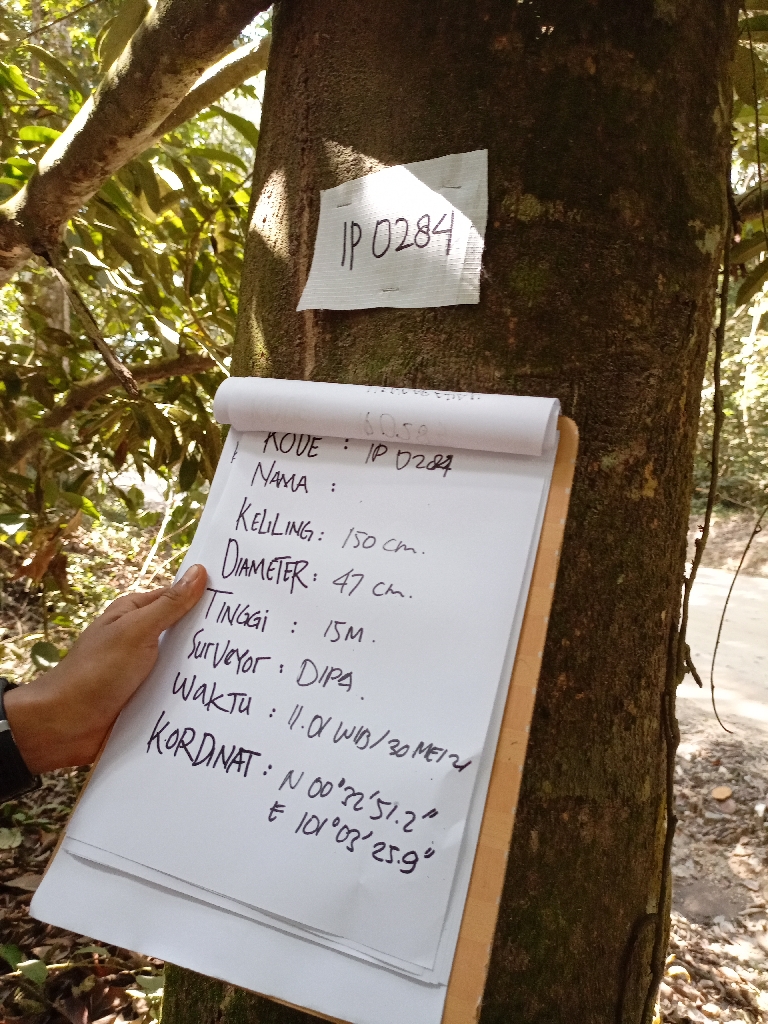 IP 0284
KODE : IP 0284
NAMA :
KELILING : 150 cm.
DIAMETER : 47 cm.
TINGGI : 15M.
SURVEYOR : DIPA.
WAKTU : 11.01 WIB/30 MEI 21
KORDINAT : N 00°32'51.2"
E 101°03'25.9"